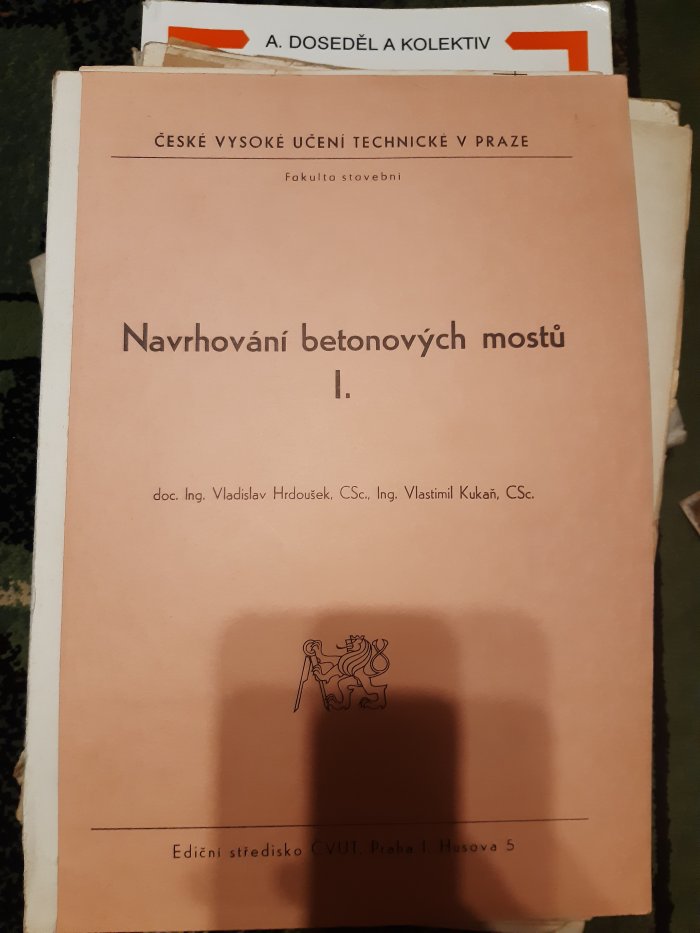 A. DOSEDĚL A KOLEKTIV
ČESKÉ VYSOKÉ UČENÍ TECHNICKÉ V PRAZE
Fakulta stavební
Navrhování betonových mostů
I.
doc. Ing. Vladislav Hrdoušek, CSc., Ing. Vlastimil Kukaň, CSc.
Ediční středisko ČVUT, Praha 1, Husova 5